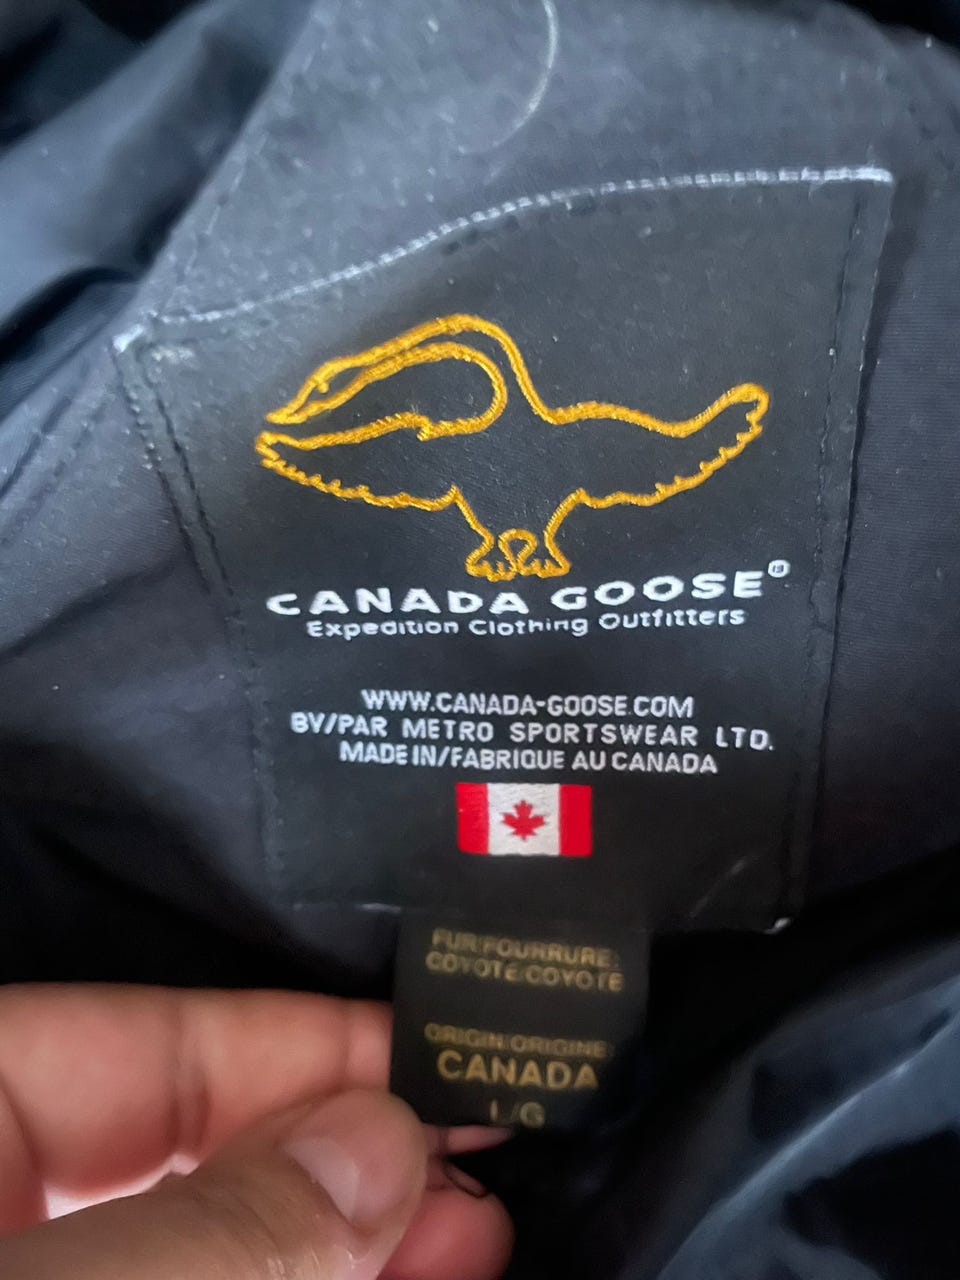 CANADA GOOSE®
Expedition Clothing Outfitters
WWW.CANADA-GOOSE.COM
BY/PAR METRO SPORTSWEAR LTD.
MADE IN/FABRIQUE AU CANADA
FUR/FOURRURE:
COYOTE/COYOTE
ORIGIN/ORIGINE:
CANADA
L/G